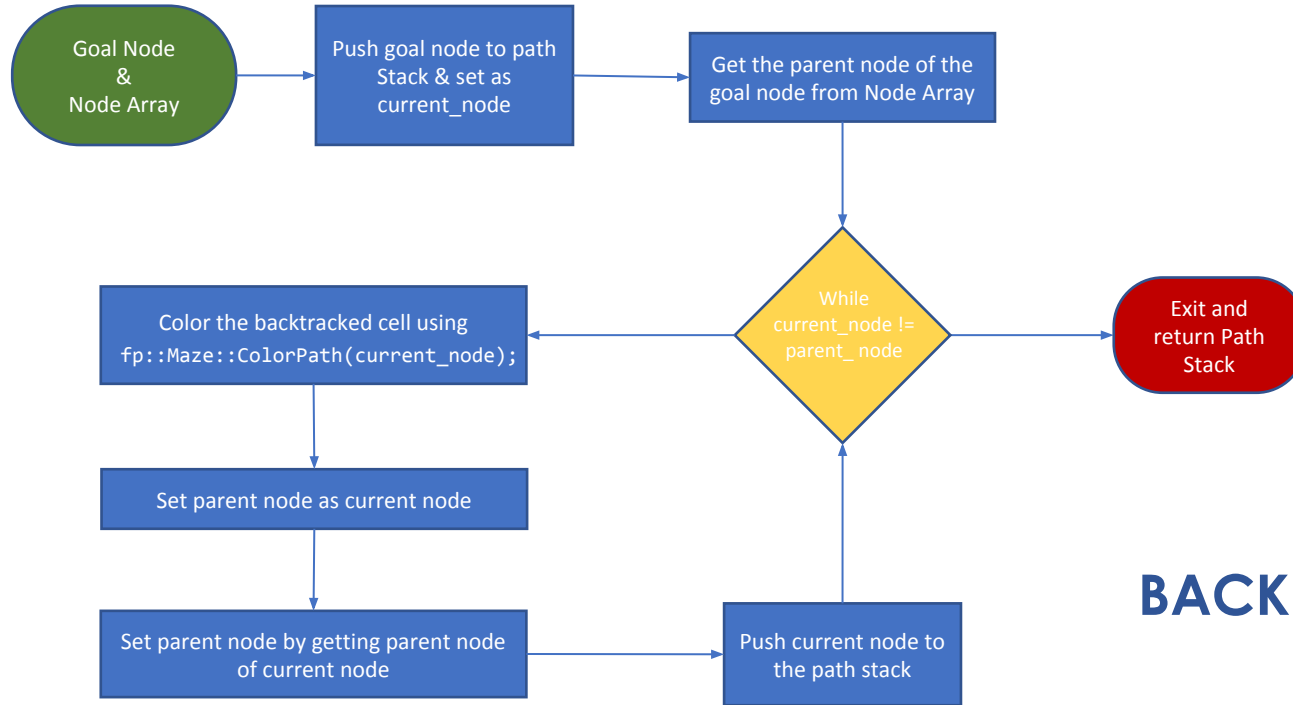 Goal Node
&
Node Array
Push goal node to path
Stack & set as
current_node
Get the parent node of the
goal node from Node Array
While
current_node !=
parent_ node
Exit and
return Path
Stack
Color the backtracked cell using
fp::Maze::ColorPath(current_node);
Set parent node as current node
Set parent node by getting parent node
of current node
Push current node to
the path stack
BACK